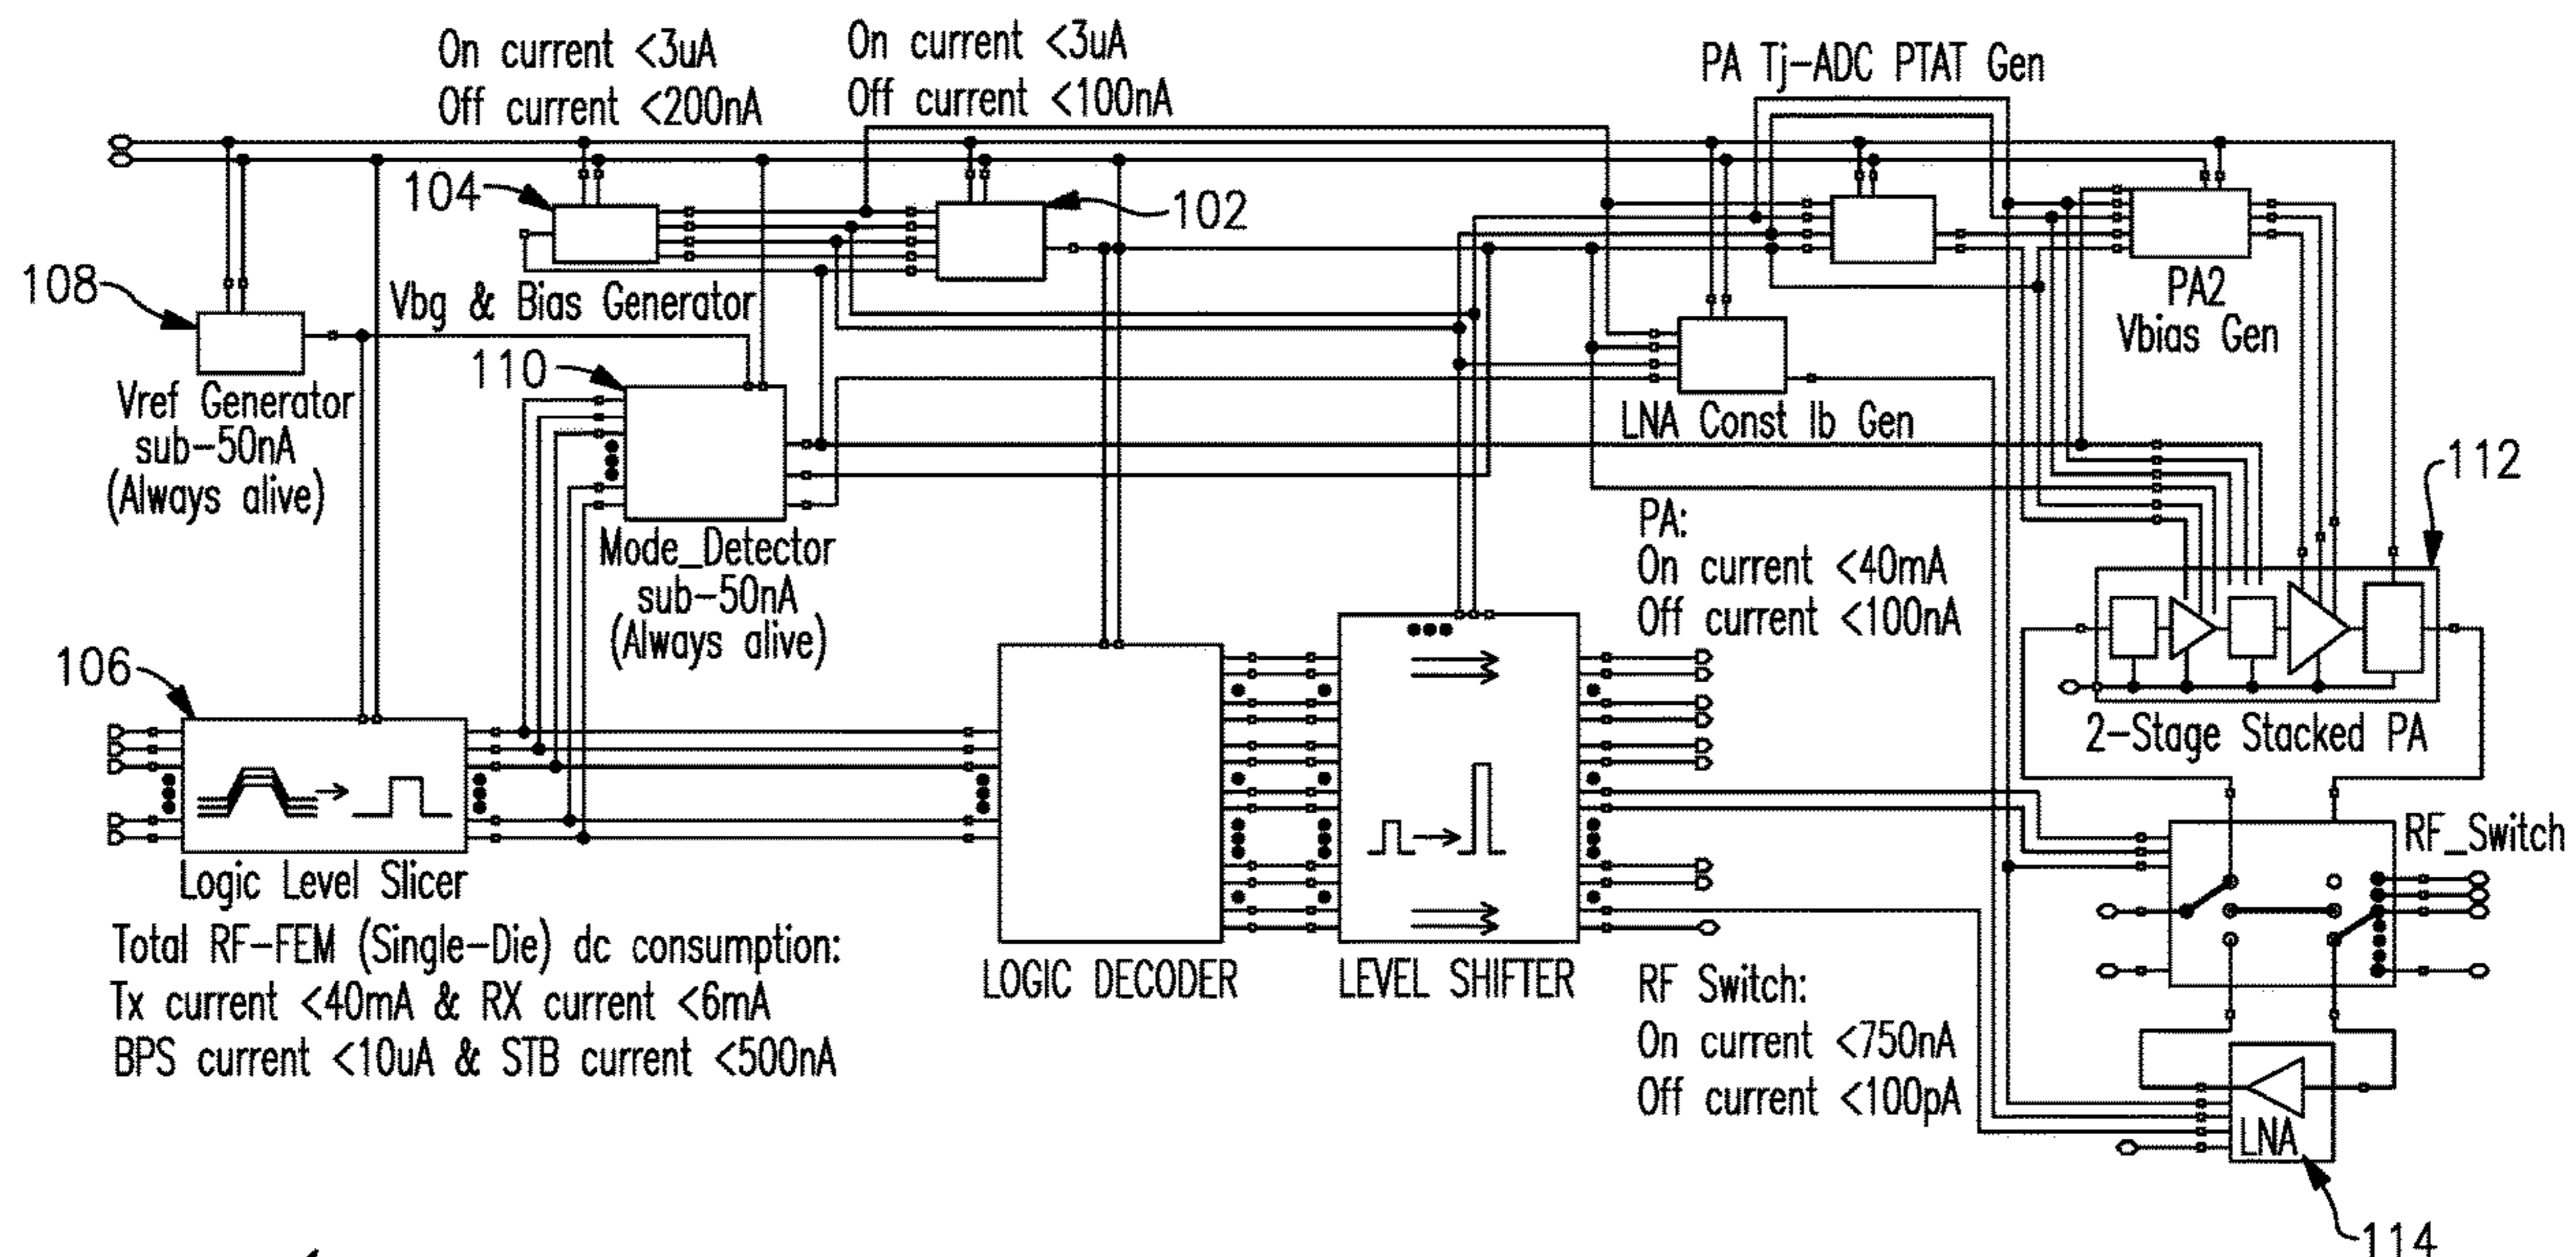 On current <3uA
Off current <200nA
On current <3uA
Off current <100nA
PA Tj-ADC PTAT Gen
104
102
108
Vbg & Bias Generator
PA2
Vbias Gen
110
Vref Generator
sub-50nA
(Always alive)
LNA Const Ib Gen
112
Mode_Detector
sub-50nA
(Always alive)
PA:
On current <40mA
Off current <100nA
106
2-Stage Stacked PA
RF_Switch
Logic Level Slicer
Total RF-FEM (Single-Die) dc consumption:
Tx current <40mA & RX current <6mA
BPS current <10uA & STB current <500nA
LOGIC DECODER
LEVEL SHIFTER
RF Switch:
On current <750nA
Off current <100pA
LNA
114